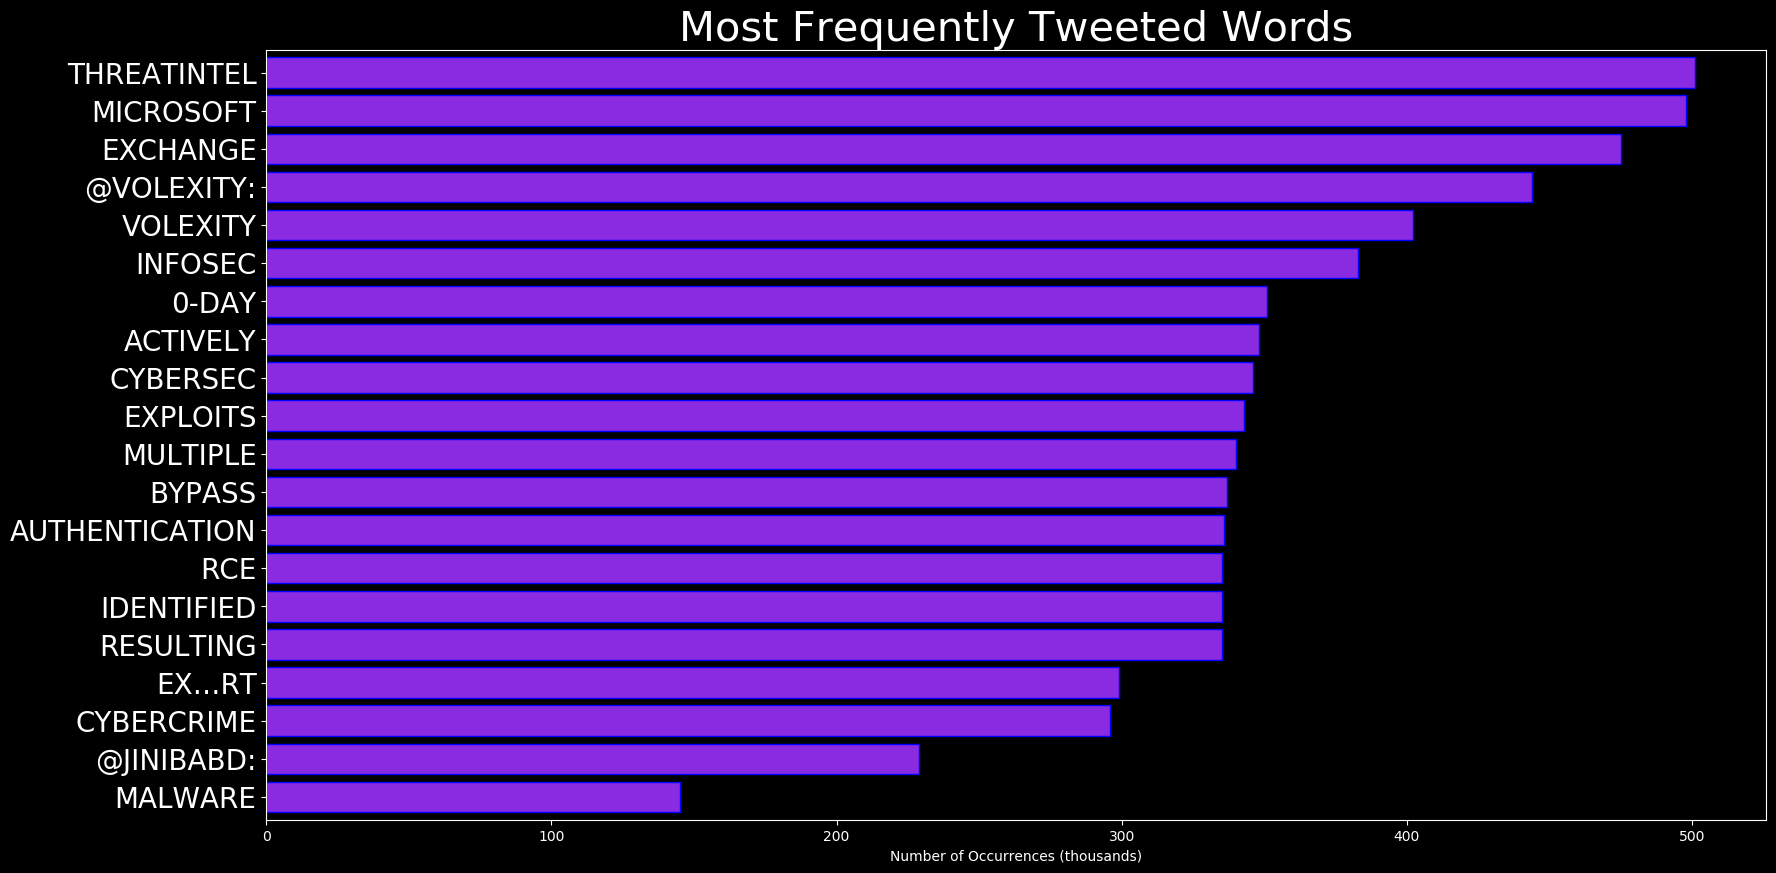 Most Frequently Tweeted Words
THREATINTEL
MICROSOFT
EXCHANGE
@VOLEXITY:
VOLEXITY
INFOSEC
0-DAY
ACTIVELY
CYBERSEC
EXPLOITS
MULTIPLE
BYPASS
AUTHENTICATION
RCE
IDENTIFIED
RESULTING
EX...RT
CYBERCRIME
@JINIBABD:
MALWARE
0 100 200 300 400 500
Number of Occurrences (thousands)